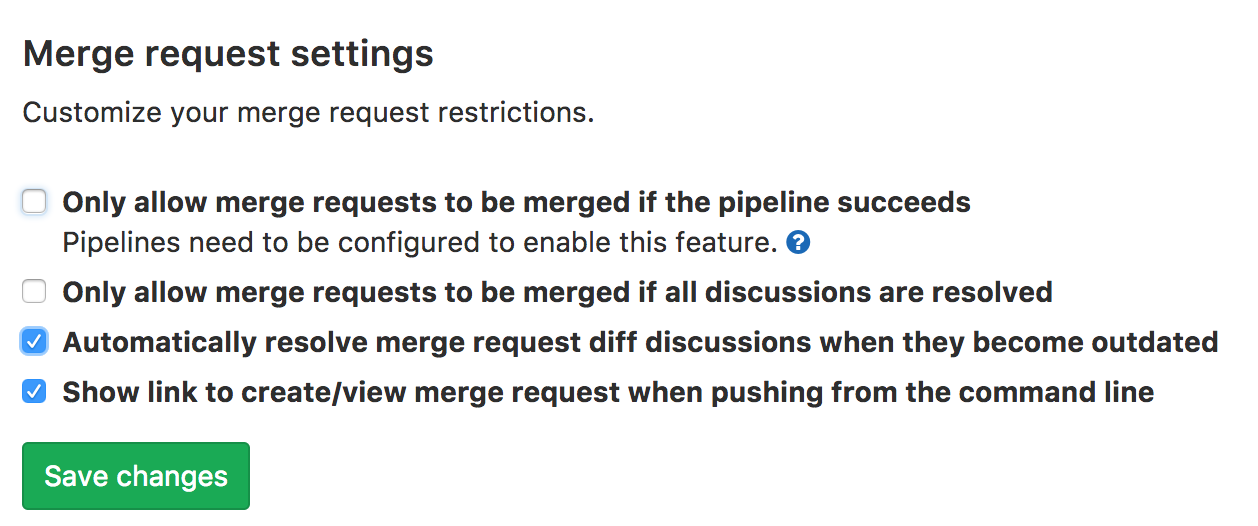 Merge request settings
Customize your merge request restrictions.
Only allow merge requests to be merged if the pipeline succeeds
Pipelines need to be configured to enable this feature. ?
Only allow merge requests to be merged if all discussions are resolved
Automatically resolve merge request diff discussions when they become outdated
Show link to create/view merge request when pushing from the command line
Save changes